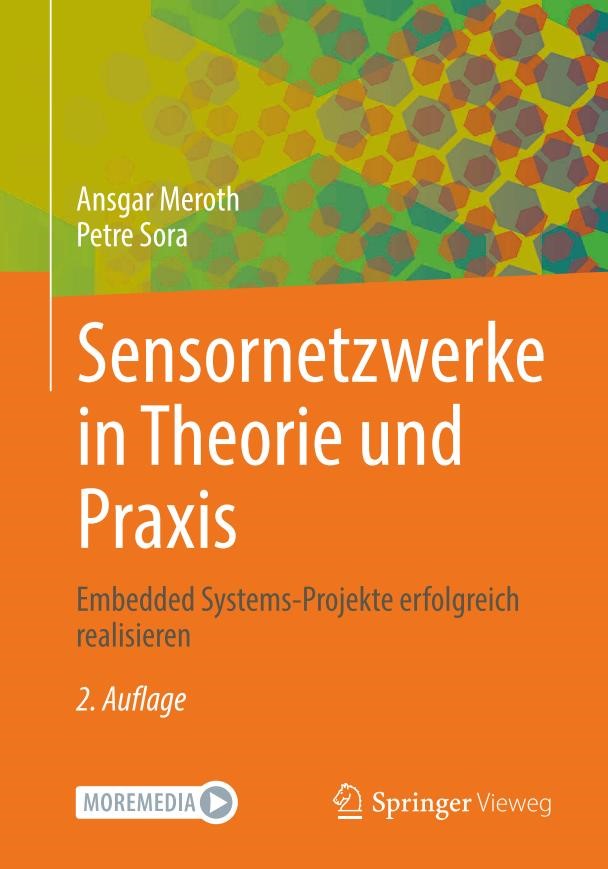 Ansgar Meroth
Petre Sora
Sensornetzwerke
in Theorie und
Praxis
Embedded Systems-Projekte erfolgreich
realisieren
2. Auflage
MOREMEDIA
Springer Vieweg